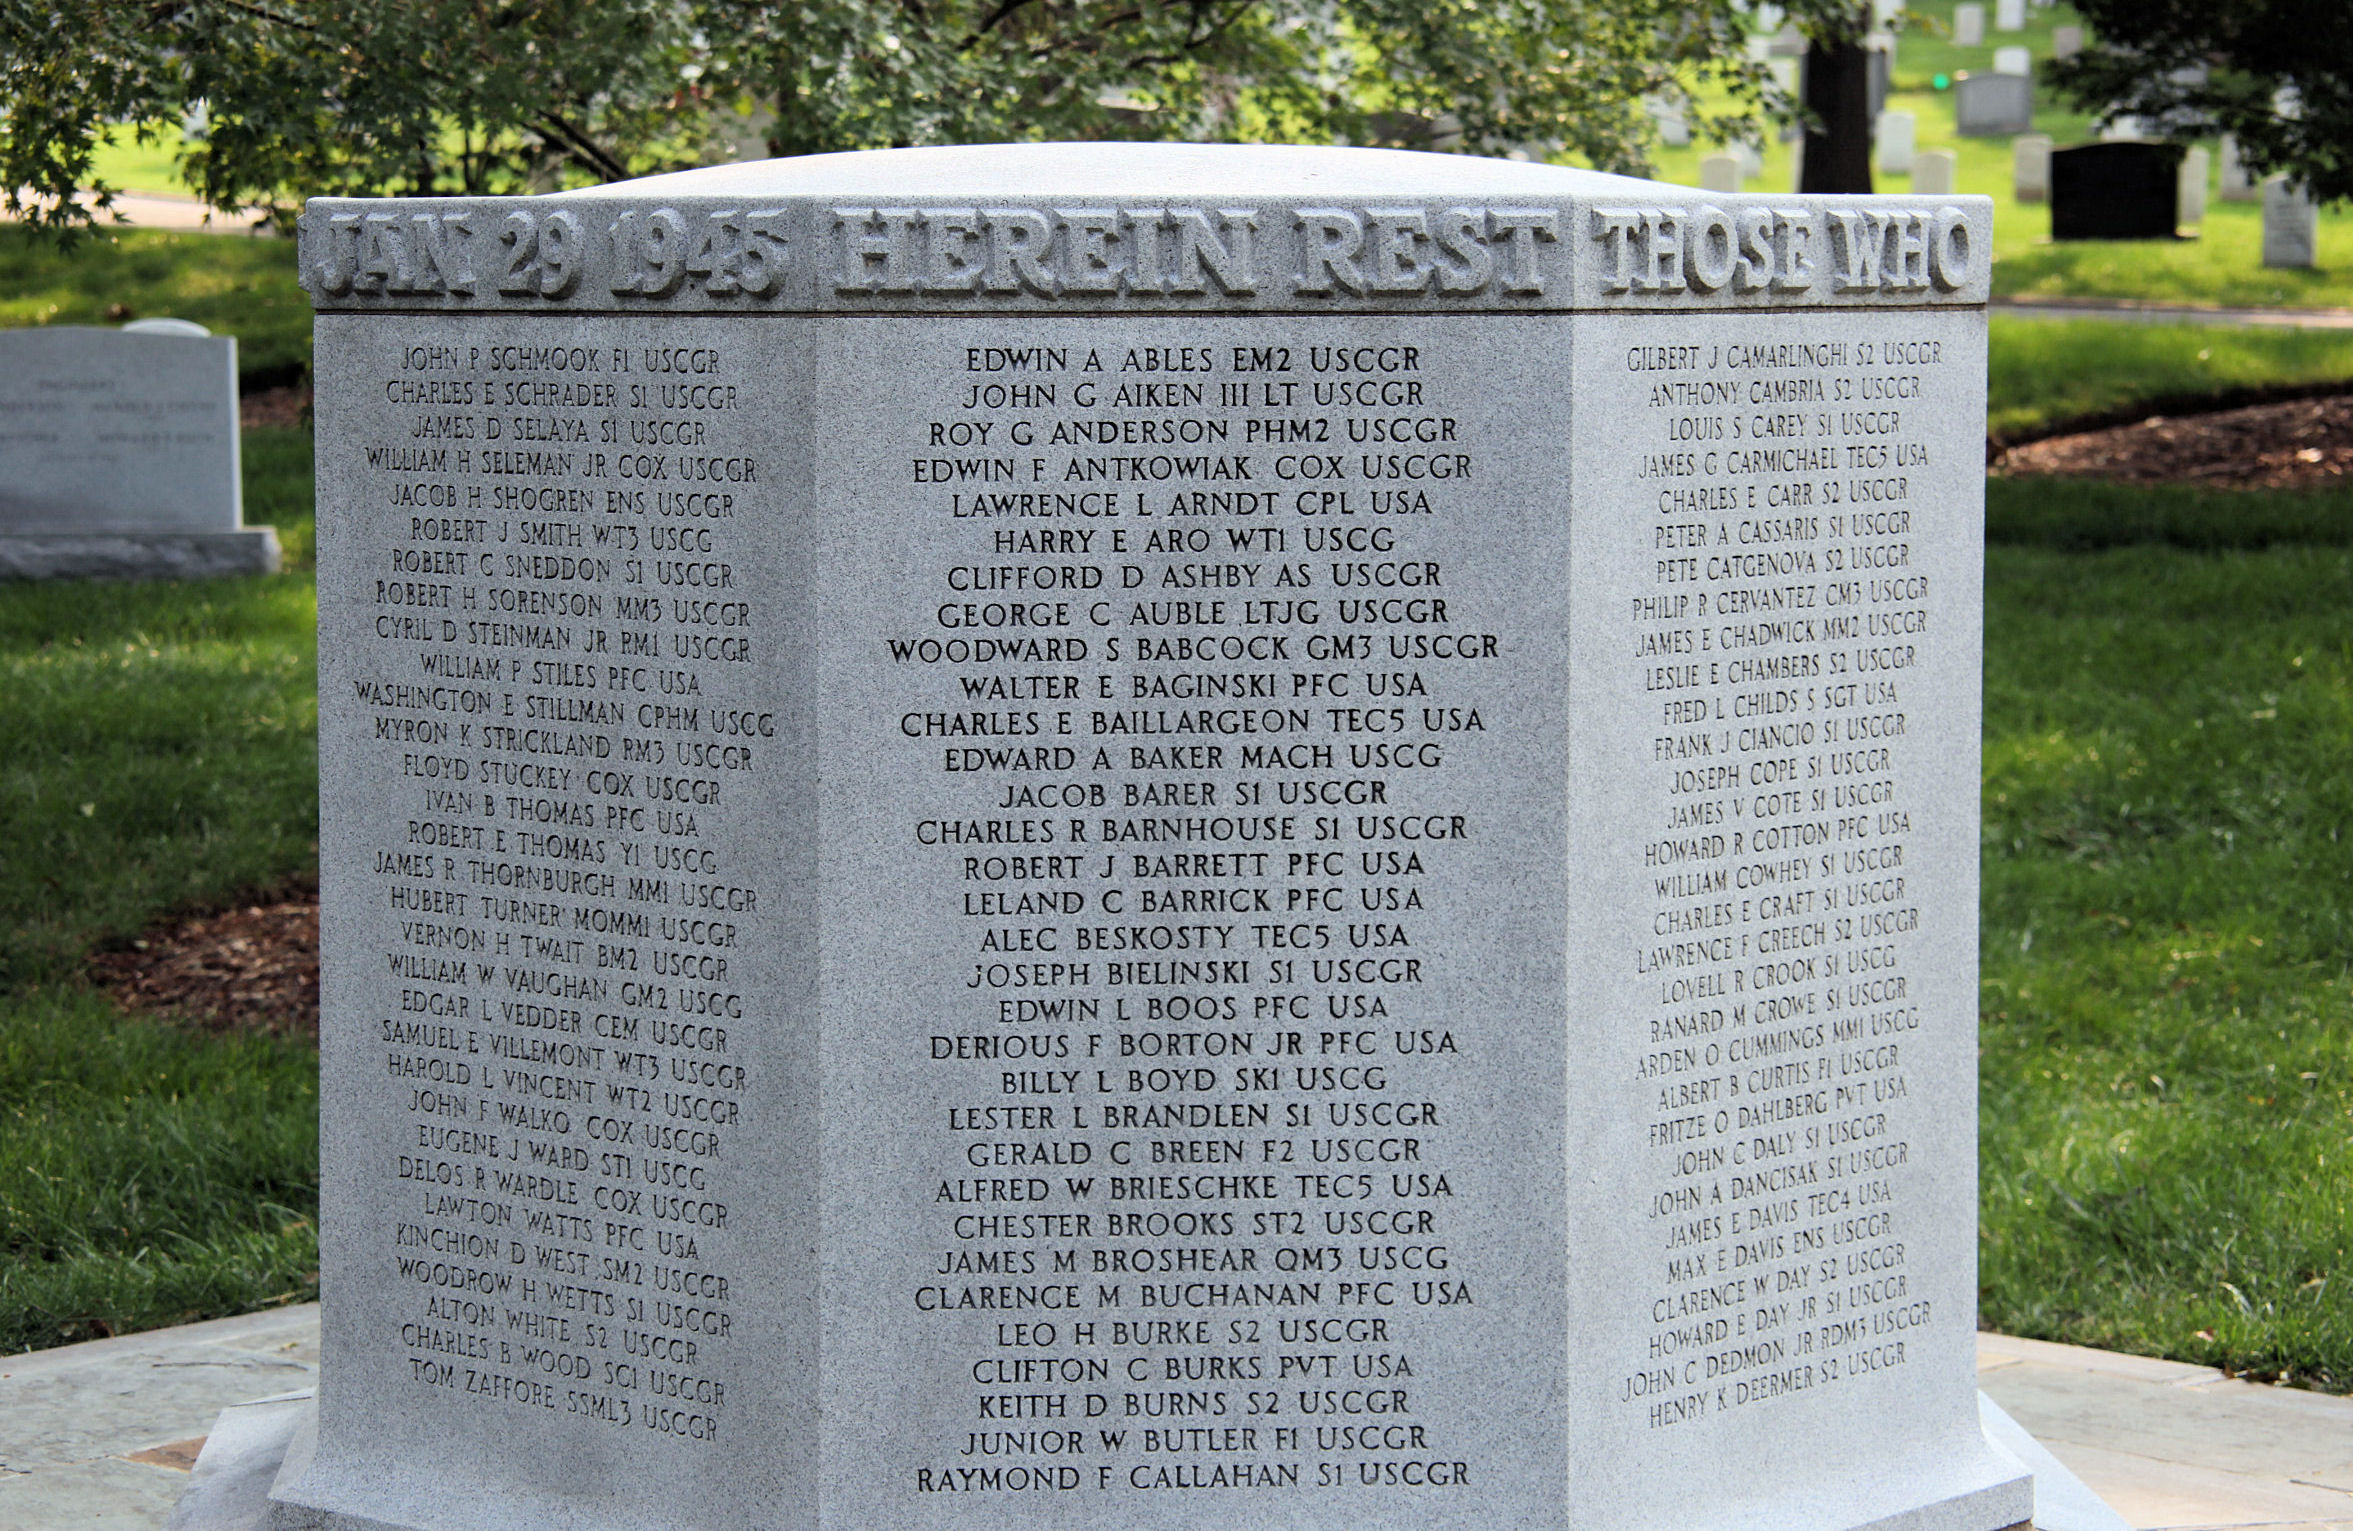 JAN 29 1945 HEREIN REST THOSE WHO
JOHN P SCHMOOK F1 USCGR
CHARLES E SCHRADER S1 USCGR
JAMES D SELAYA S1 USCGR
WILLIAM H SELEMAN JR COX USCGR
JACOB H SHOGREN ENS USCGR
ROBERT J SMITH WT3 USCG
ROBERT C SNEDDON S1 USCGR
ROBERT H SORENSON MM3 USCGR
CYRIL D STEINMAN JR RM1 USCGR
WILLIAM P STILES PFC USA
WASHINGTON E STILLMAN CPHM USCG
MYRON K STRICKLAND RM3 USCGR
FLOYD STUCKEY COX USCGR
IVAN B THOMAS PFC USA
ROBERT E THOMAS Y1 USCG
JAMES R THORNBURGH MM1 USCGR
HUBERT TURNER MOMM1 USCGR
VERNON H TWAIT BM2 USCGR
WILLIAM W VAUGHAN GM2 USCG
EDGAR L VEDDER CEM USCGR
SAMUEL E VILLEMONT WT3 USCGR
HAROLD L VINCENT WT2 USCGR
JOHN F WALKO COX USCGR
EUGENE J WARD ST1 USCG
DELOS R WARDLE COX USCGR
LAWTON WATTS PFC USA
KINCHION D WEST SM2 USCGR
WOODROW H WETTS S1 USCGR
ALTON WHITE S2 USCGR
CHARLES B WOOD SC1 USCGR
TOM ZAFFORE SSML3 USCGR
EDWIN A ABLES EM2 USCGR
JOHN G AIKEN III LT USCGR
ROY G ANDERSON PHM2 USCGR
EDWIN F ANTKOWIAK COX USCGR
LAWRENCE L ARNDT CPL USA
HARRY E ARO WT1 USCG
CLIFFORD D ASHBY AS USCGR
GEORGE C AUBLE LTJG USCGR
WOODWARD S BABCOCK GM3 USCGR
WALTER E BAGINSKI PFC USA
CHARLES E BAILLARGEON TEC5 USA
EDWARD A BAKER MACH USCG
JACOB BARER S1 USCGR
CHARLES R BARNHOUSE S1 USCGR
ROBERT J BARRETT PFC USA
LELAND C BARRICK PFC USA
ALEC BESKOSTY TEC5 USA
JOSEPH BIELINSKI S1 USCGR
EDWIN L BOOS PFC USA
DERIOUS F BORTON JR PFC USA
BILLY L BOYD SK1 USCG
LESTER L BRANDLEN S1 USCGR
GERALD C BREEN F2 USCGR
ALFRED W BRIESCHKE TEC5 USA
CHESTER BROOKS ST2 USCGR
JAMES M BROSHEAR QM3 USCG
CLARENCE M BUCHANAN PFC USA
LEO H BURKE S2 USCGR
CLIFTON C BURKS PVT USA
KEITH D BURNS S2 USCGR
JUNIOR W BUTLER F1 USCGR
RAYMOND F CALLAHAN S1 USCGR
GILBERT J CAMARLINGHI S2 USCGR
ANTHONY CAMBRIA S2 USCGR
LOUIS S CAREY S1 USCGR
JAMES G CARMICHAEL TEC5 USA
CHARLES E CARR S2 USCGR
PETER A CASSARIS S1 USCGR
PETE CATGENOVA S2 USCGR
PHILIP R CERVANTEZ CM3 USCGR
JAMES E CHADWICK MM2 USCGR
LESLIE E CHAMBERS S2 USCGR
FRED L CHILDS S SGT USA
FRANK J CIANCIO S1 USCGR
JOSEPH COPE S1 USCGR
JAMES V COTE S1 USCGR
HOWARD R COTTON PFC USA
WILLIAM COWHEY S1 USCGR
CHARLES E CRAFT S1 USCGR
LAWRENCE F CREECH S2 USCGR
LOVELL R CROOK S1 USCG
RANARD M CROWE S1 USCGR
ARDEN O CUMMINGS MM1 USCG
ALBERT B CURTIS F1 USCGR
FRITZE O DAHLBERG PVT USA
JOHN C DALY S1 USCGR
JOHN A DANCISAK S1 USCGR
JAMES E DAVIS TEC4 USA
MAX E DAVIS ENS USCGR
CLARENCE W DAY S2 USCGR
HOWARD E DAY JR S1 USCGR
JOHN C DEDMON JR RDM3 USCGR
HENRY K DEERMER S2 USCGR